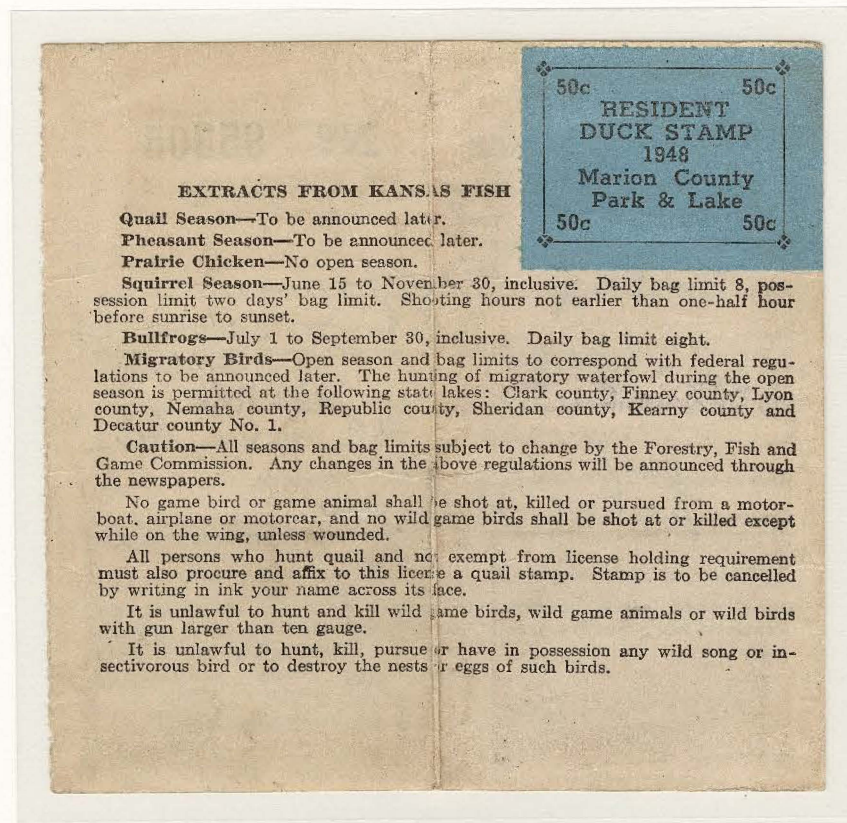 50c 50c
RESIDENT
DUCK STAMP
1948
Marion County
Park & Lake
50c 50c
EXTRACTS FROM KANSAS FISH
Quail Season—To be announced later.
Pheasant Season—To be announced later.
Prairie Chicken—No open season.
Squirrel Season—June 15 to November 30, inclusive. Daily bag limit 8, pos-
session limit two days' bag limit. Shooting hours not earlier than one-half hour
before sunrise to sunset.
Bullfrogs—July 1 to September 30, inclusive. Daily bag limit eight.
Migratory Birds—Open season and bag limits to correspond with federal regu-
lations to be announced later. The hunting of migratory waterfowl during the open
season is permitted at the following state lakes: Clark county, Finney county, Lyon
county, Nemaha county, Republic county, Sheridan county, Kearny county and
Decatur county No. 1.
Caution—All seasons and bag limits subject to change by the Forestry, Fish and
Game Commission. Any changes in the above regulations will be announced through
the newspapers.
No game bird or game animal shall be shot at, killed or pursued from a motor-
boat, airplane or motorcar, and no wild game birds shall be shot at or killed except
while on the wing, unless wounded.
All persons who hunt quail and not exempt from license holding requirement
must also procure and affix to this license a quail stamp. Stamp is to be cancelled
by writing in ink your name across its face.
It is unlawful to hunt and kill wild game birds, wild game animals or wild birds
with gun larger than ten gauge.
It is unlawful to hunt, kill, pursue or have in possession any wild song or in-
sectivorous bird or to destroy the nests or eggs of such birds.